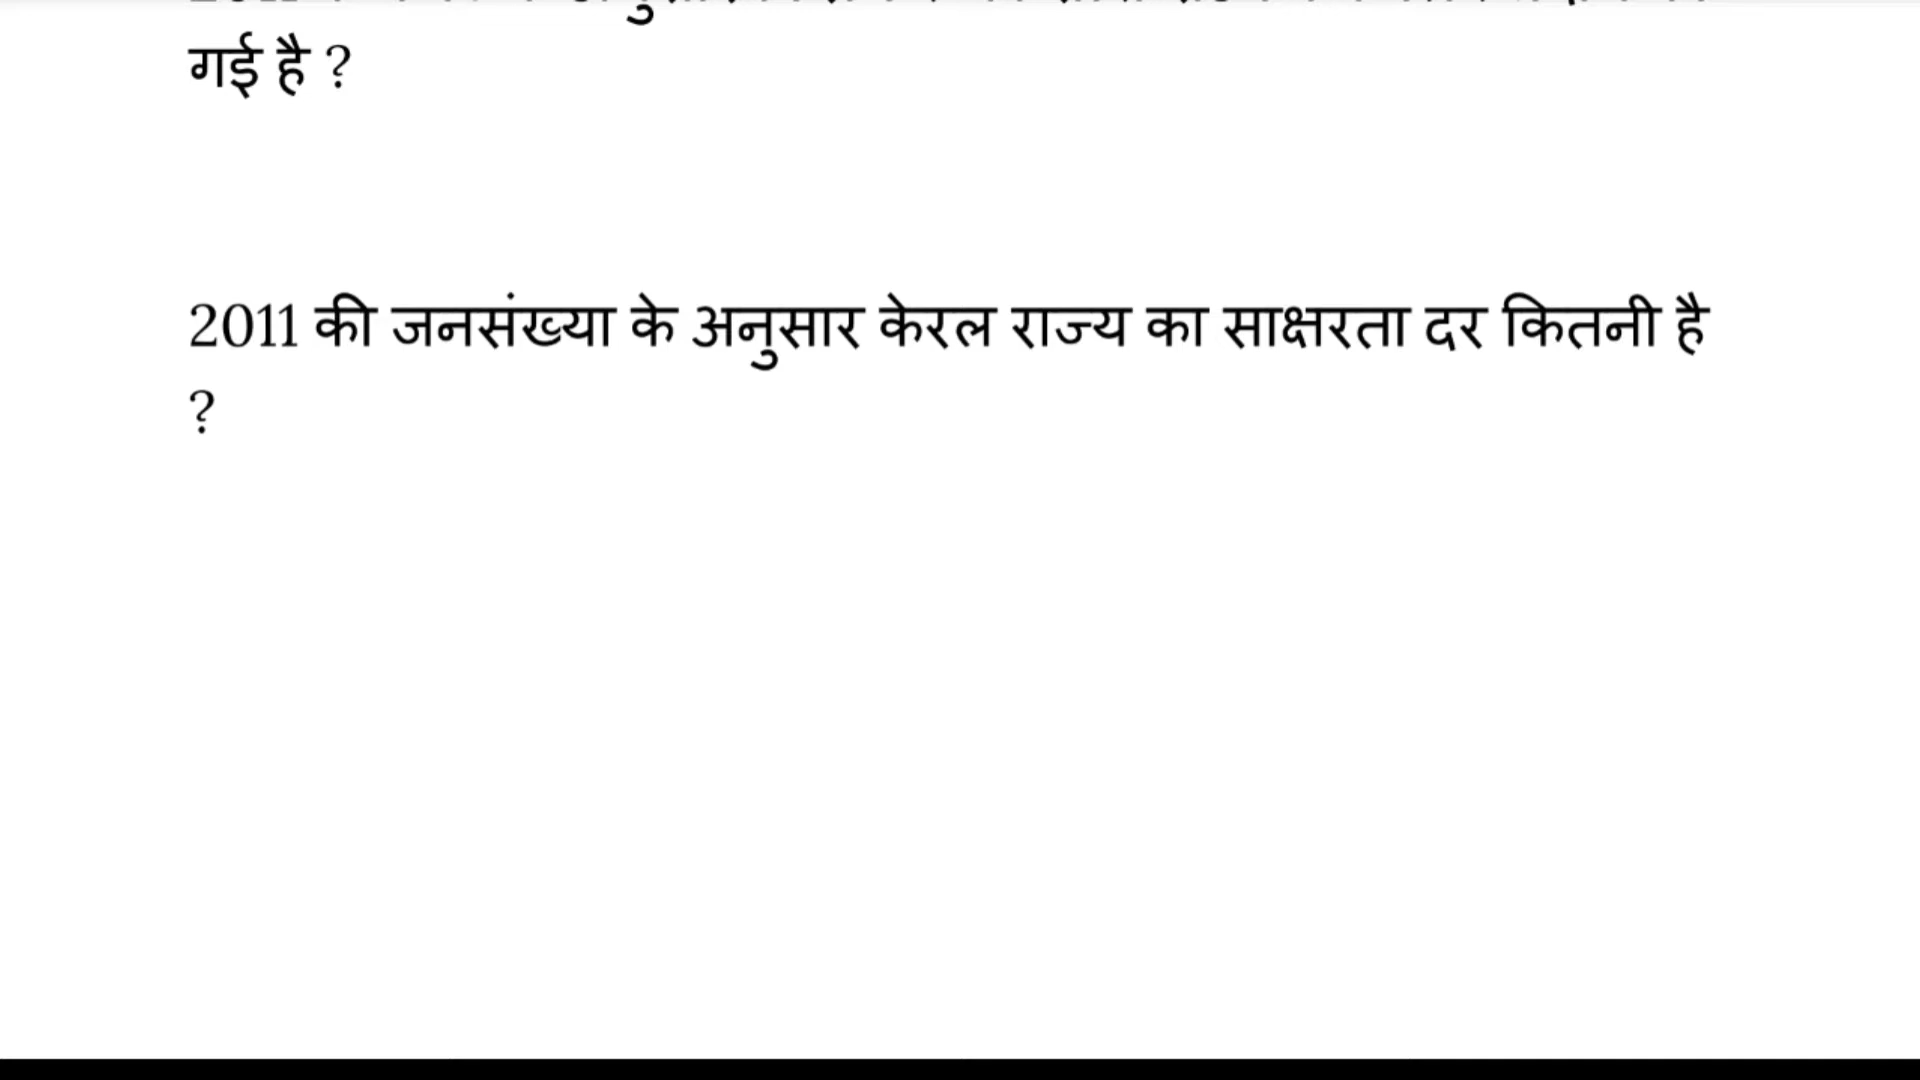 गई है ?
2011 की जनसंख्या के अनुसार केरल राज्य का साक्षरता दर कितनी है
?